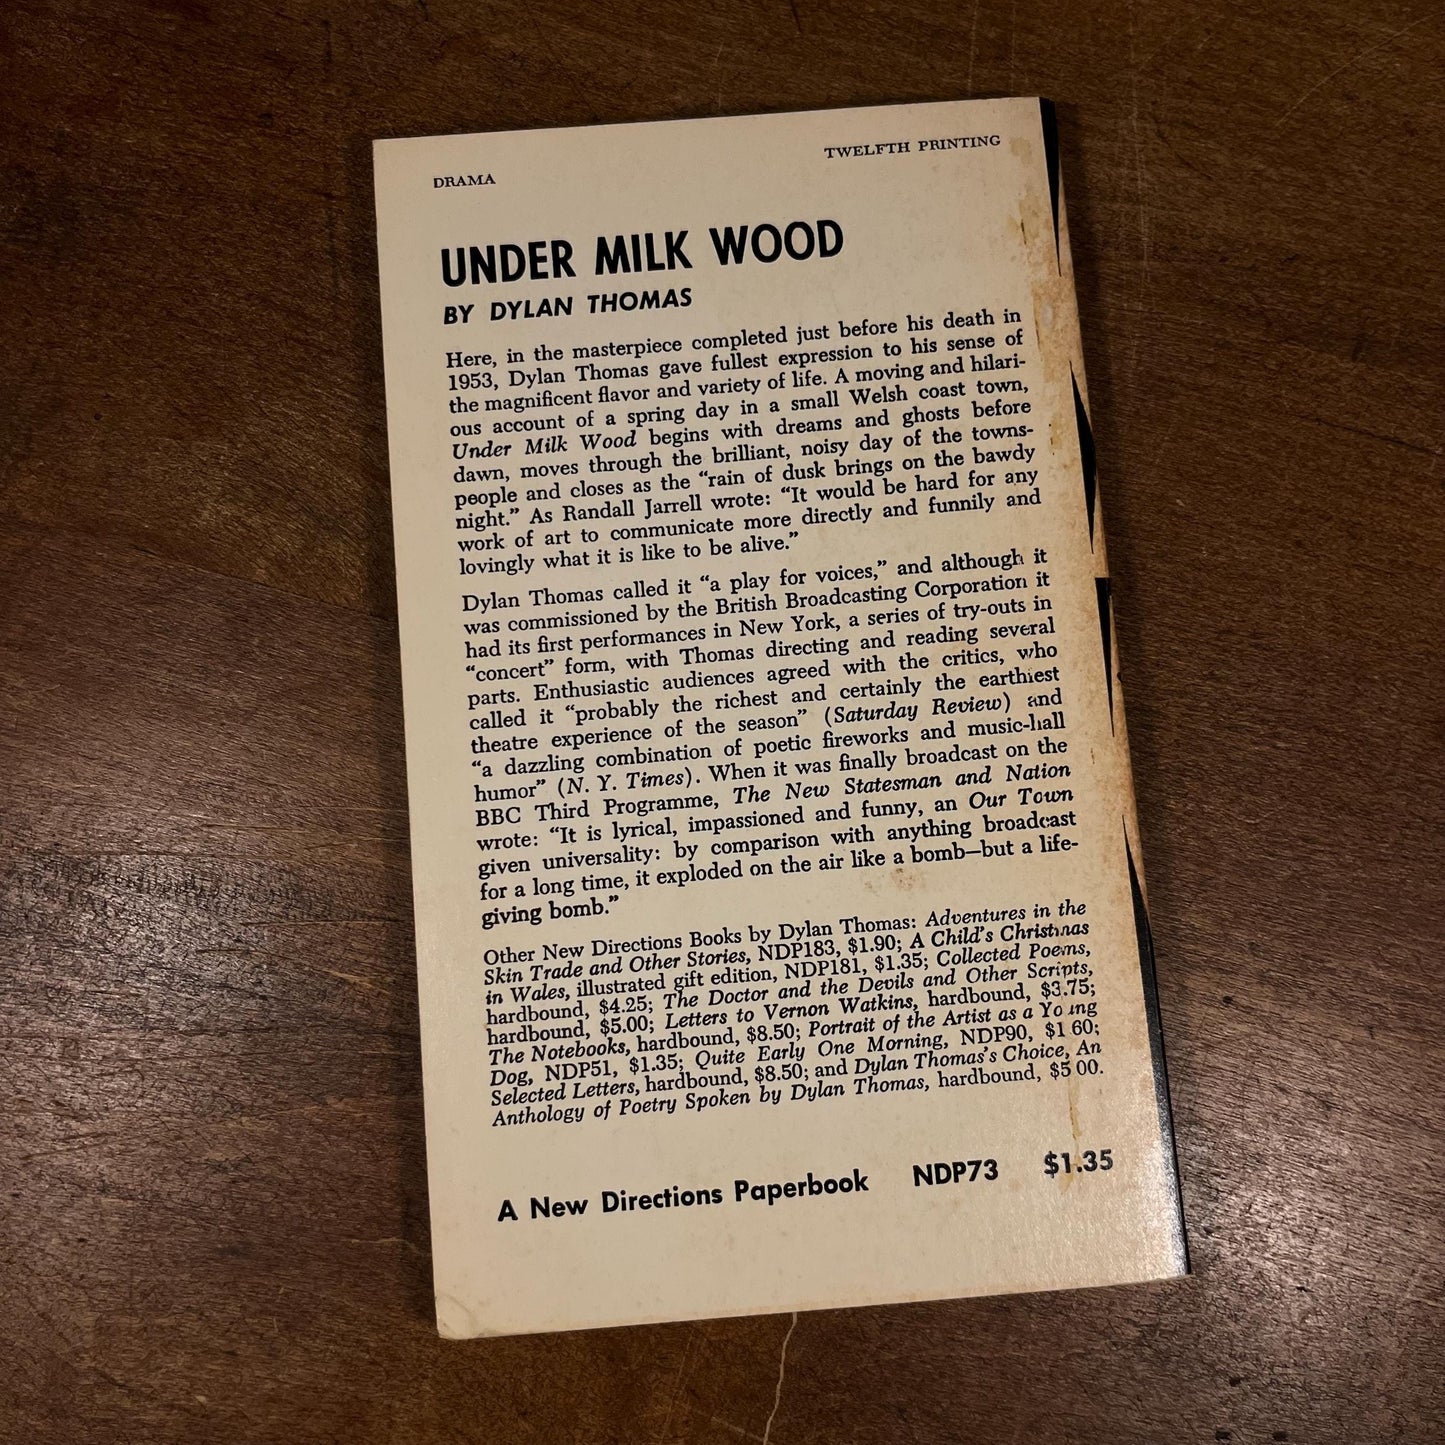 TWELFTH PRINTING
DRAMA
UNDER MILK WOOD
BY DYLAN THOMAS
Here, in the masterpiece completed just before his death in
1953, Dylan Thomas gave fullest expression to his sense of
the magnificent flavor and variety of life. A moving and hilari-
ous account of a spring day in a small Welsh coast town,
Under Milk Wood begins with dreams and ghosts before
dawn, moves through the brilliant, noisy day of the towns-
people and closes as the “rain of dusk brings on the bawdy
night.” As Randall Jarrell wrote: “It would be hard for any
work of art to communicate more directly and funnily and
lovingly what it is like to be alive.”
Dylan Thomas called it “a play for voices,” and although it
was commissioned by the British Broadcasting Corporation it
had its first performances in New York, a series of try-outs in
“concert” form, with Thomas directing and reading several
parts. Enthusiastic audiences agreed with the critics, who
called it “probably the richest and certainly the earthiest
theatre experience of the season” (Saturday Review) and
“a dazzling combination of poetic fireworks and music-hall
humor” (N. Y. Times). When it was finally broadcast on the
BBC Third Programme, The New Statesman and Nation
wrote: “It is lyrical, impassioned and funny, an Our Town
given universality: by comparison with anything broadcast
for a long time, it exploded on the air like a bomb—but a life-
giving bomb.”
Other New Directions Books by Dylan Thomas: Adventures in the
Skin Trade and Other Stories, NDP183, $1.90; A Child’s Christmas
in Wales, illustrated gift edition, NDP181, $1.35; Collected Poems,
hardbound, $4.25; The Doctor and the Devils and Other Scripts,
hardbound, $5.00; Letters to Vernon Watkins, hardbound, $3.75;
The Notebooks, hardbound, $8.50; Portrait of the Artist as a Young
Dog, NDP51, $1.35; Quite Early One Morning, NDP90, $1.60;
Selected Letters, hardbound, $8.50; and Dylan Thomas’s Choice, An
Anthology of Poetry Spoken by Dylan Thomas, hardbound, $5.00.
A New Directions Paperbook NDP73 $1.35